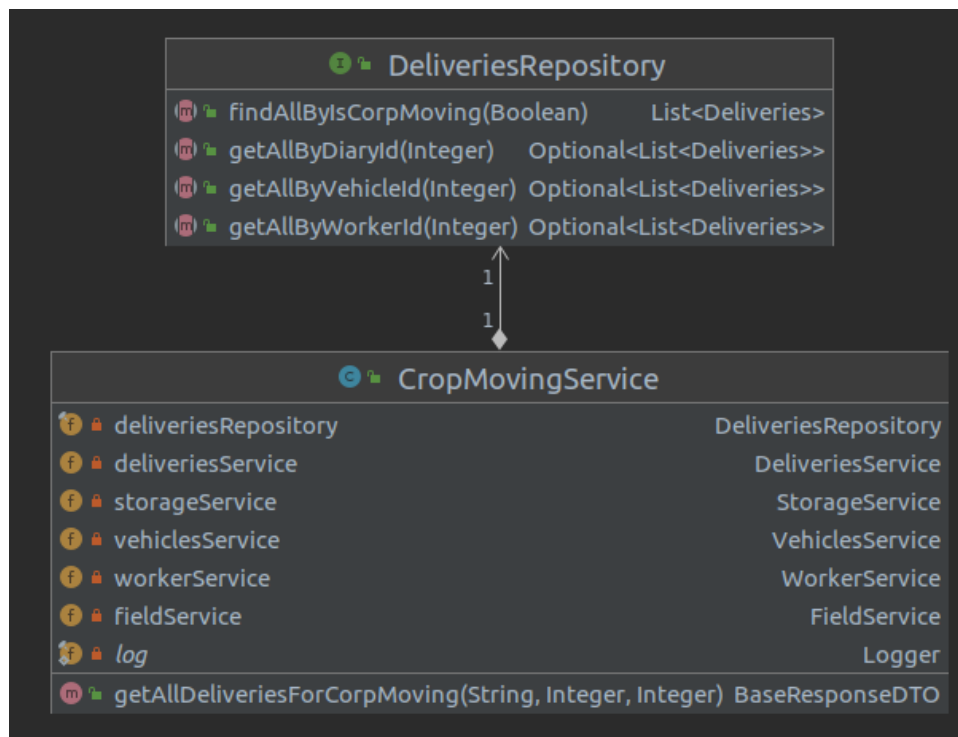 DeliveriesRepository
findAllByIsCorpMoving(Boolean) List<Deliveries>
getAllByDiaryId(Integer) Optional<List<Deliveries>>
getAllByVehicleId(Integer) Optional<List<Deliveries>>
getAllByWorkerId(Integer) Optional<List<Deliveries>>
1
1
CropMovingService
deliveriesRepository DeliveriesRepository
deliveriesService DeliveriesService
storageService StorageService
vehiclesService VehiclesService
workerService WorkerService
fieldService FieldService
log Logger
getAllDeliveriesForCorpMoving(String, Integer, Integer) BaseResponseDTO